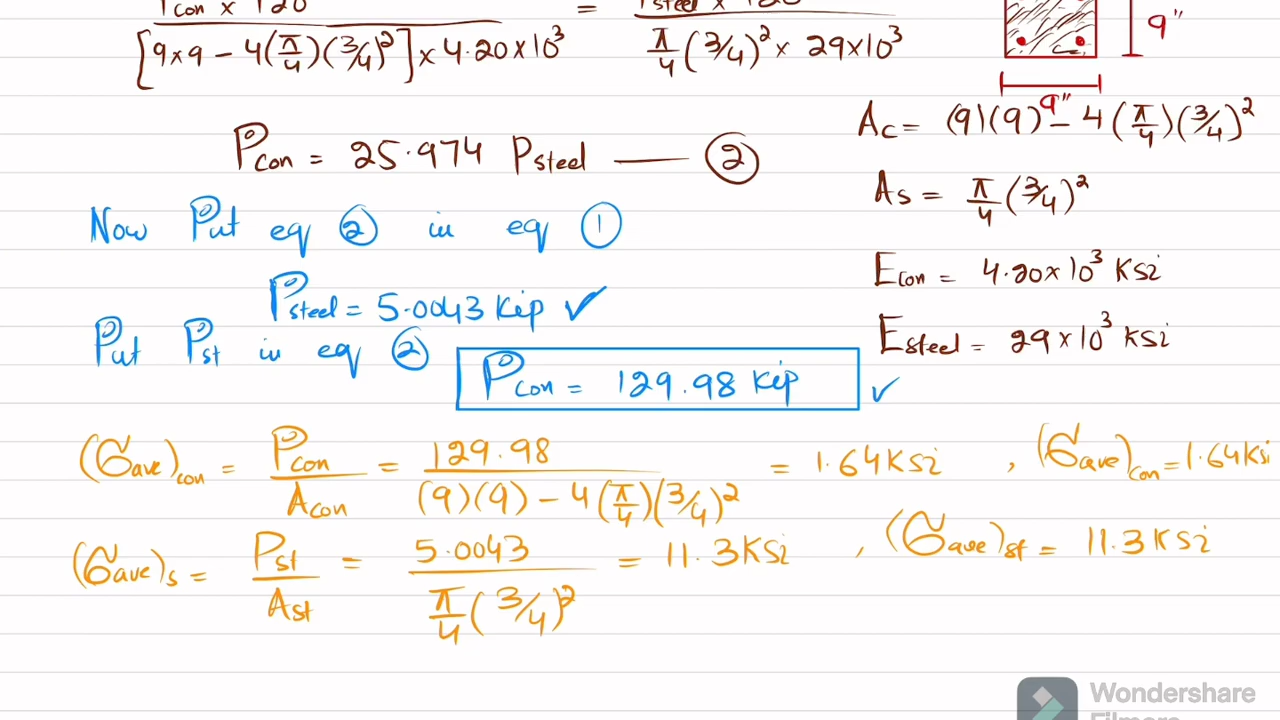 Pcon × 120 / [9×9 − 4(π/4)(3/4)²] × 4.20×10³ = Psteel × 120 / π/4 (3/4)² × 29×10³
9"
9"
Ac = (9)(9) − 4(π/4)(3/4)²
Pcon = 25.974 Psteel —— ②
As = π/4 (3/4)²
Now Put eq ② in eq ①
Econ = 4.20×10³ Ksi
Psteel = 5.0043 Kip ✓
Esteel = 29×10³ Ksi
Put Pst in eq ②
Pcon = 129.98 Kip ✓
(σave)con = Pcon / Acon = 129.98 / (9)(9) − 4(π/4)(3/4)² = 1.64 Ksi , (σave)con = 1.64 Ksi
(σave)s = Pst / Ast = 5.0043 / π/4 (3/4)² = 11.3 KSi , (σave)st = 11.3 KSi
Wondershare
Filmora